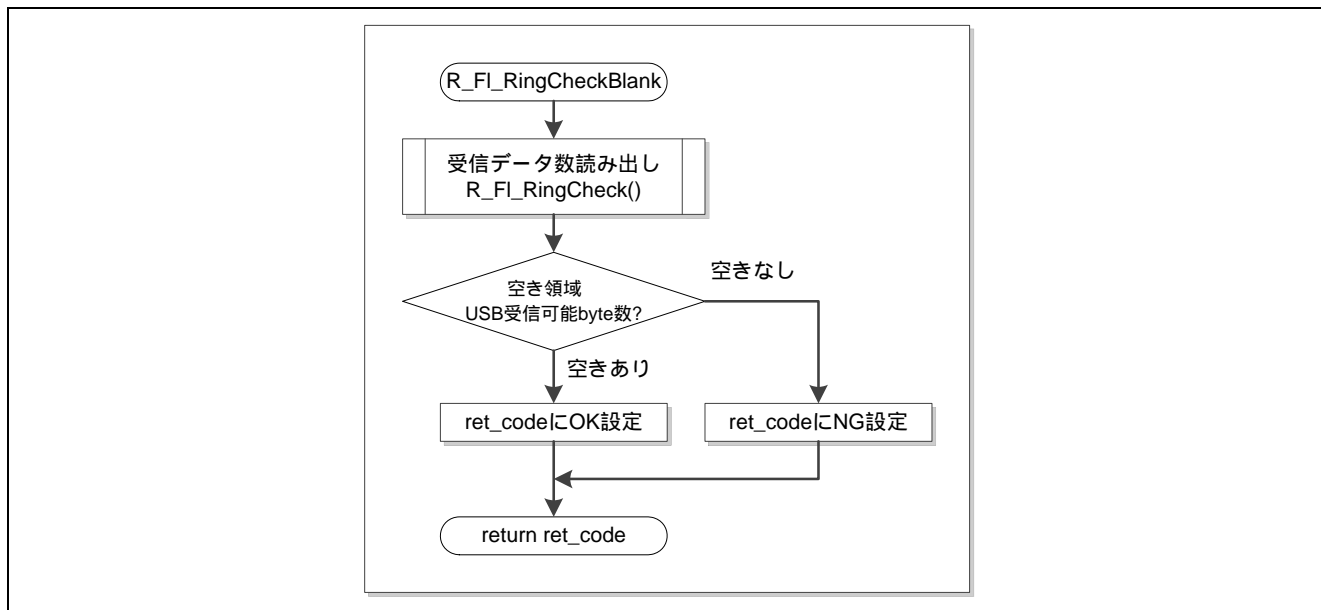 R_Fl_RingCheckBlank
受信データ数読み出し
R_Fl_RingCheck()
空きなし
空き領域
USB受信可能byte数?
空きあり
ret_codeにOK設定
ret_codeにNG設定
return ret_code